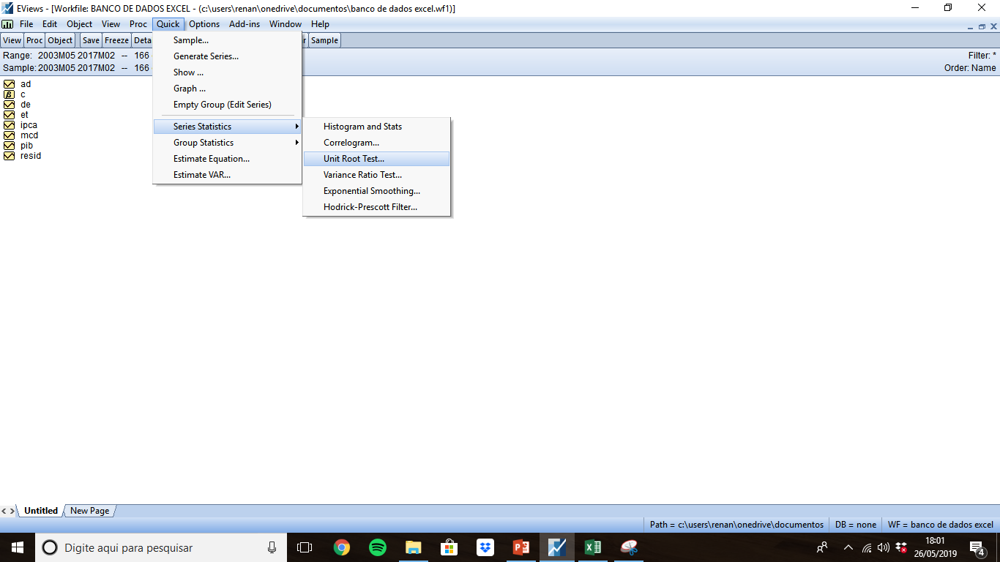 EViews - [Workfile: BANCO DE DADOS EXCEL - (c:\users\renan\onedrive\documentos\banco de dados excel.wf1)]
File Edit Object View Proc Quick Options Add-ins Window Help
View Proc Object Save Freeze Deta r Sample
Range: 2003M05 2017M02 -- 166
Filter: *
Sample: 2003M05 2017M02 -- 166
Order: Name
ad
c
de
et
ipca
mcd
pib
resid
Sample...
Generate Series...
Show ...
Graph ...
Empty Group (Edit Series)
Series Statistics
Group Statistics
Estimate Equation...
Estimate VAR...
Histogram and Stats
Correlogram...
Unit Root Test...
Variance Ratio Test...
Exponential Smoothing...
Hodrick-Prescott Filter...
Untitled New Page
Path = c:\users\renan\onedrive\documentos DB = none WF = banco de dados excel
Digite aqui para pesquisar
18:01
26/05/2019
4